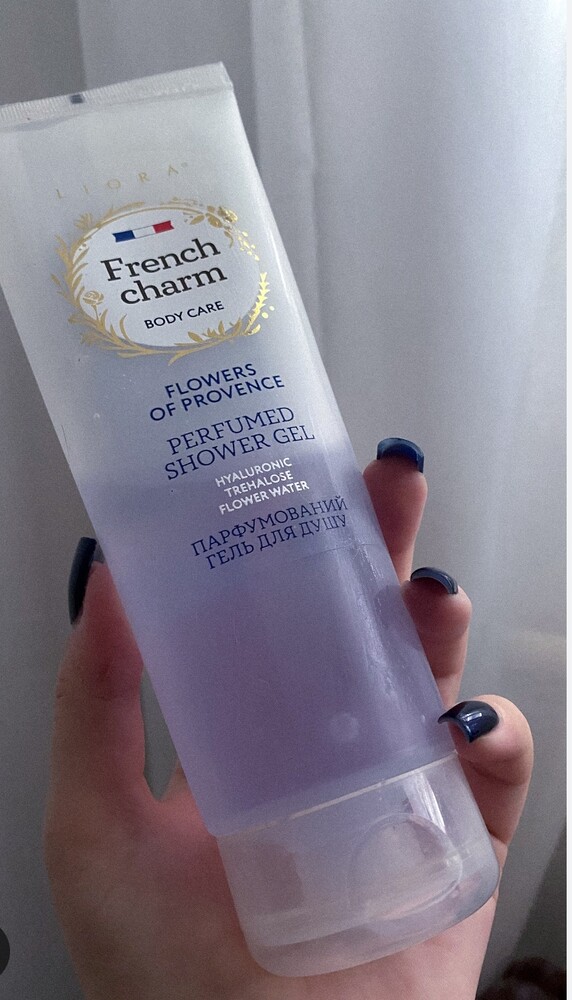 LIORA®
French
charm
BODY CARE
FLOWERS
OF PROVENCE
PERFUMED
SHOWER GEL
HYALURONIC
TREHALOSE
FLOWER WATER
ПАРФУМОВАНИЙ
ГЕЛЬ ДЛЯ ДУШУ